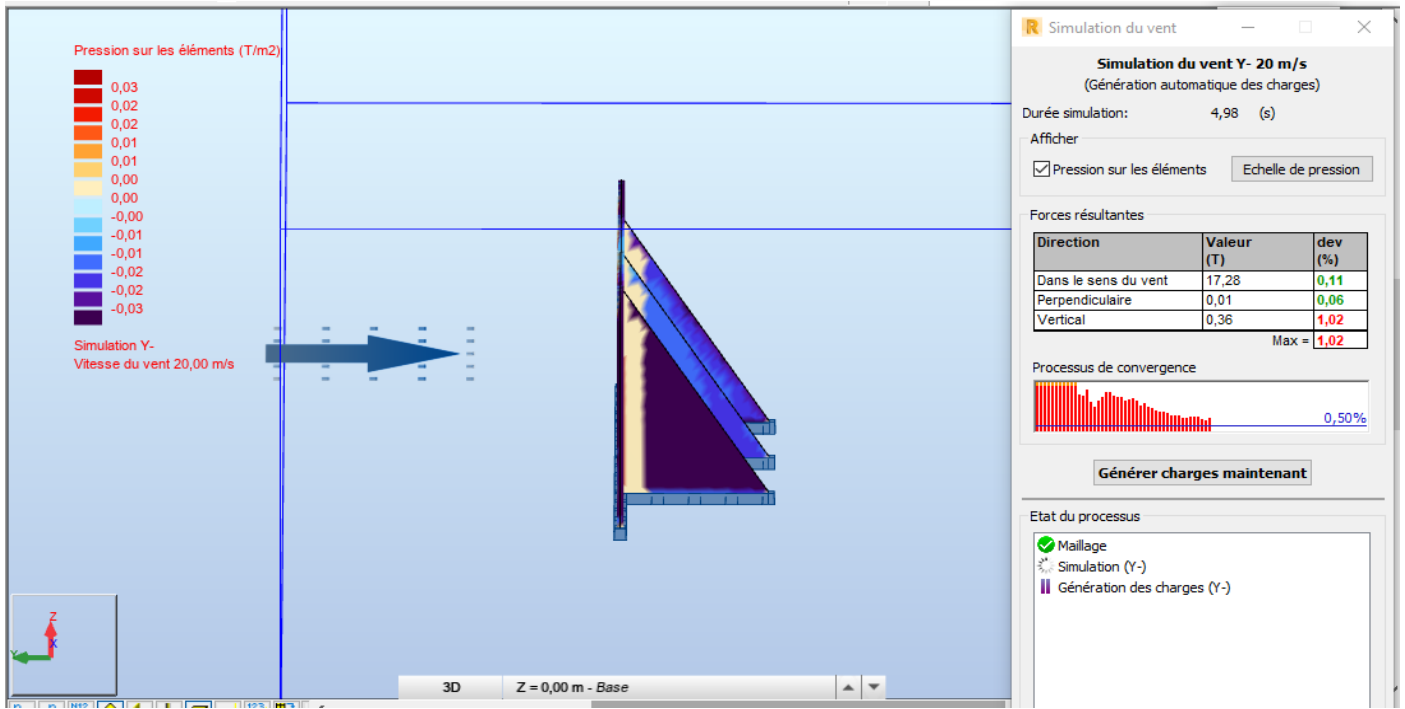 Pression sur les éléments (T/m2)
0,03
0,02
0,02
0,01
0,01
0,00
0,00
-0,00
-0,01
-0,01
-0,02
-0,02
-0,03
Simulation Y-
Vitesse du vent 20,00 m/s
Z
X
Y
3D Z = 0,00 m - Base
R Simulation du vent
Simulation du vent Y- 20 m/s
(Génération automatique des charges)
Durée simulation: 4,98 (s)
Afficher
Pression sur les éléments Echelle de pression
Forces résultantes
Direction Valeur (T) dev (%)
Dans le sens du vent 17,28 0,11
Perpendiculaire 0,01 0,06
Vertical 0,36 1,02
Max = 1,02
Processus de convergence
0,50%
Générer charges maintenant
Etat du processus
Maillage
Simulation (Y-)
Génération des charges (Y-)